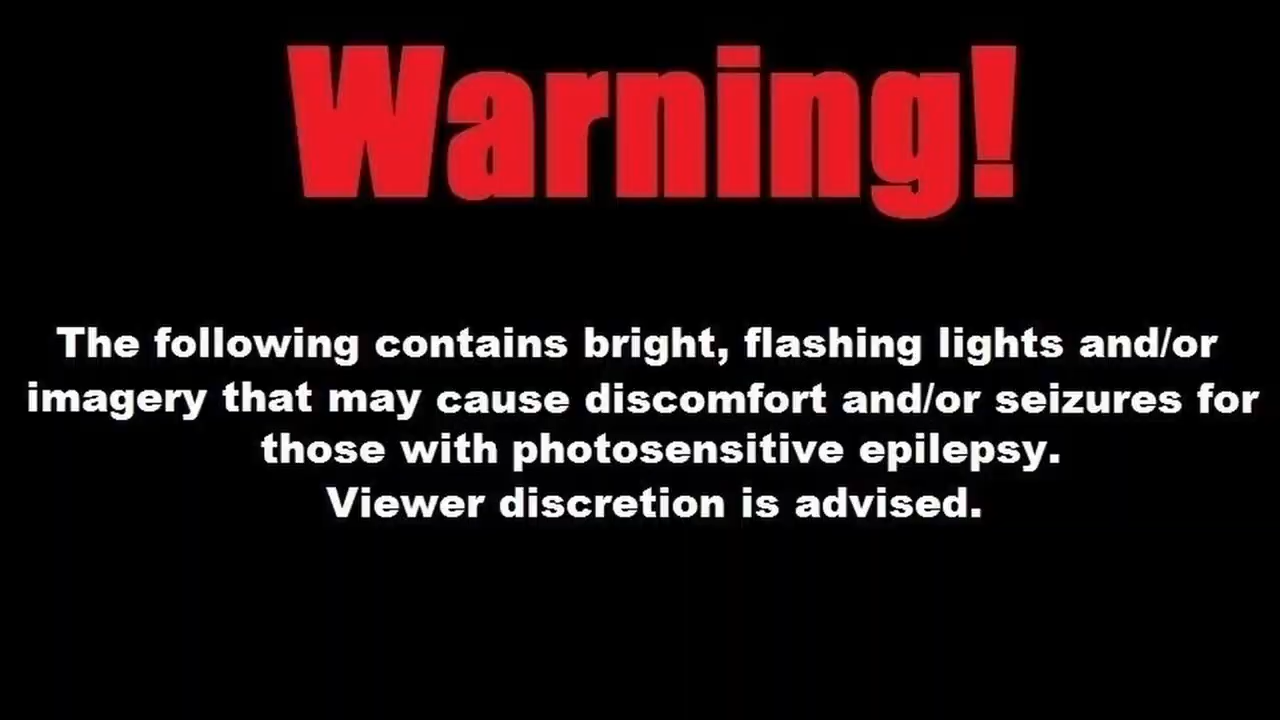 Warning!
The following contains bright, flashing lights and/or
imagery that may cause discomfort and/or seizures for
those with photosensitive epilepsy.
Viewer discretion is advised.